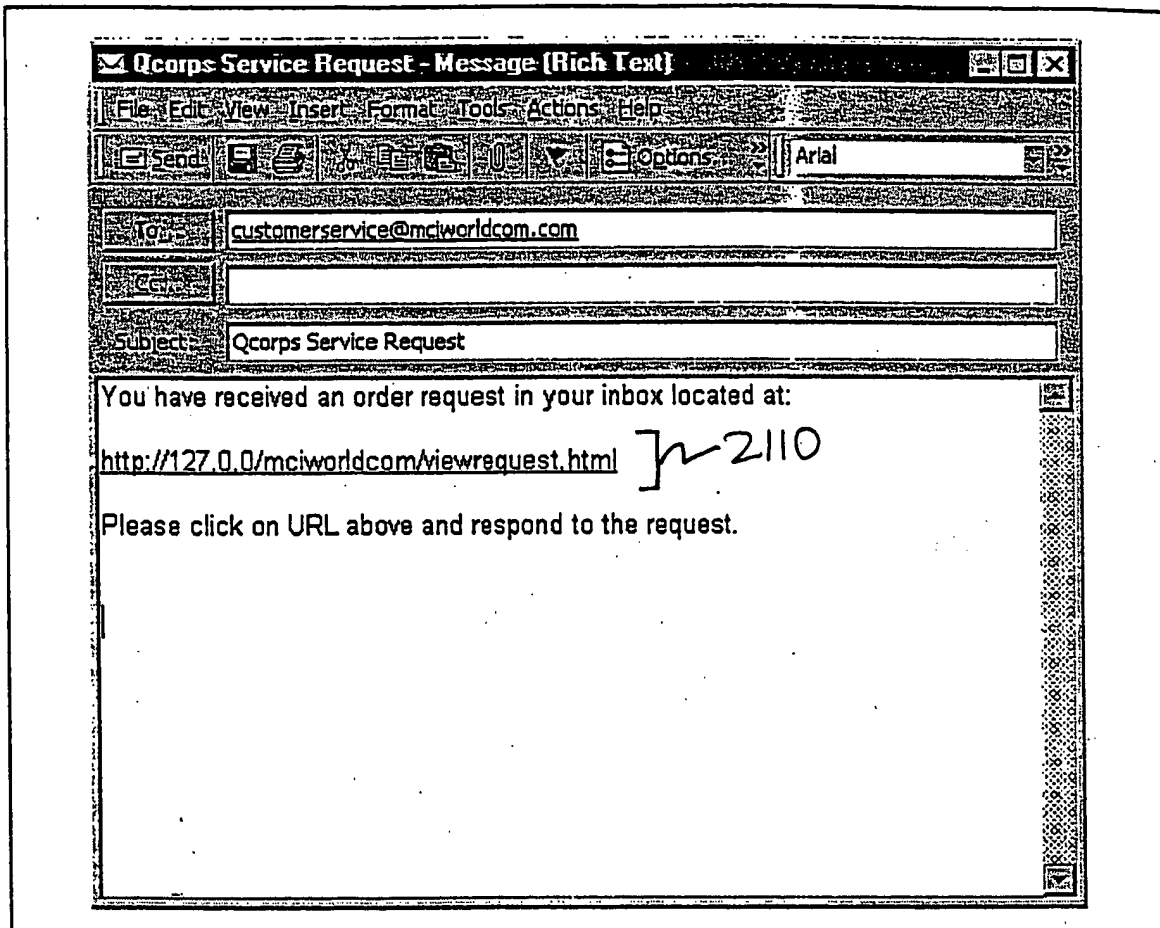 Qcorps Service Request - Message (Rich Text)
File Edit View Insert Format Tools Actions Help
Send Options Arial
To...
customerservice@mciworldcom.com
Cc...
Subject: Qcorps Service Request
You have received an order request in your inbox located at:
http://127.0.0/mciworldcom/viewrequest.html 2110
Please click on URL above and respond to the request.